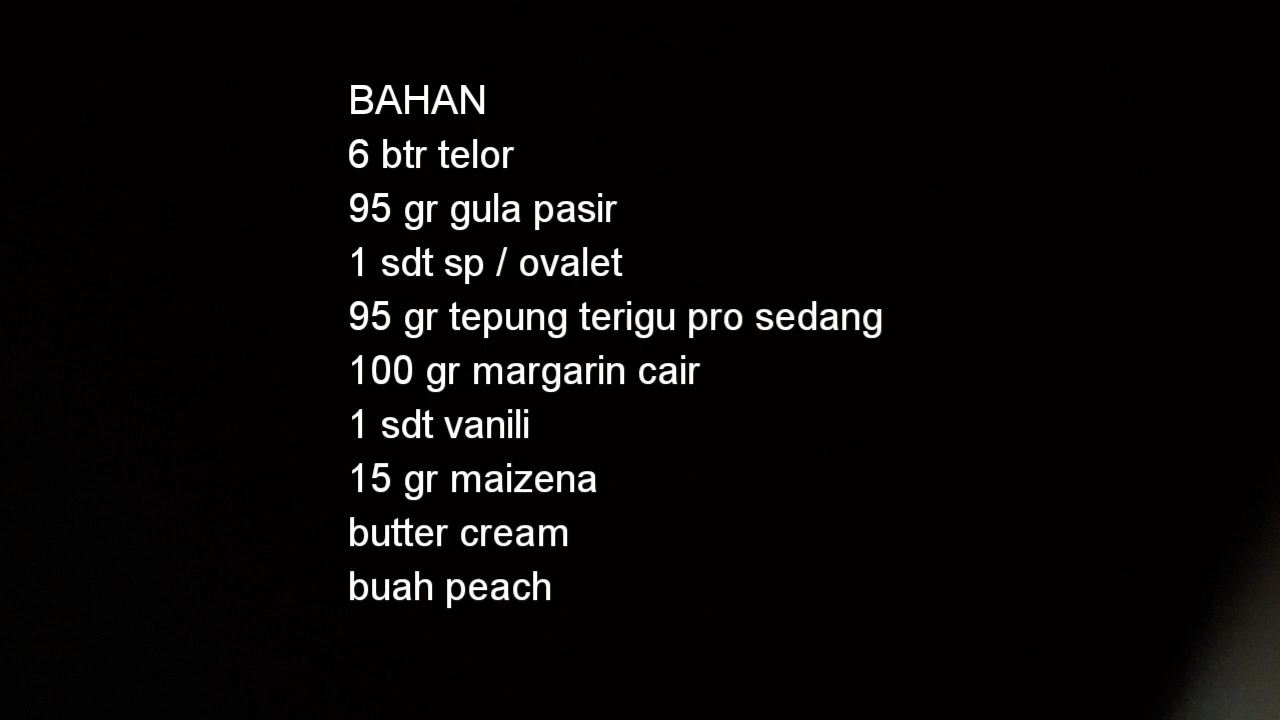 BAHAN
6 btr telor
95 gr gula pasir
1 sdt sp / ovalet
95 gr tepung terigu pro sedang
100 gr margarin cair
1 sdt vanili
15 gr maizena
butter cream
buah peach